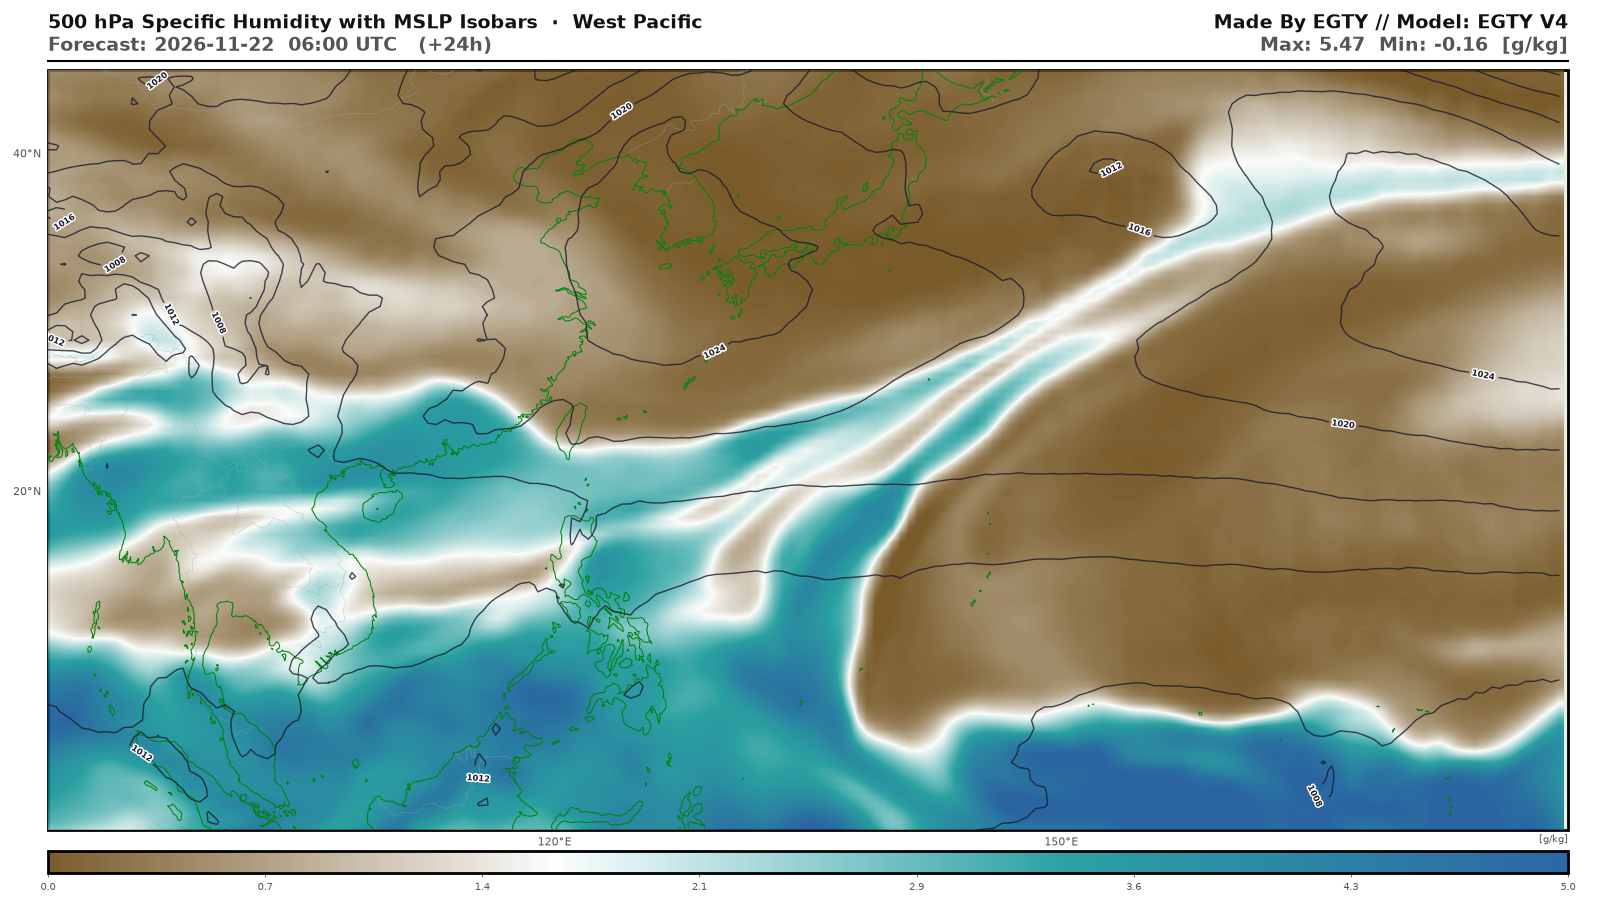 500 hPa Specific Humidity with MSLP Isobars · West Pacific
Made By EGTY // Model: EGTY V4
Forecast: 2026-11-22 06:00 UTC (+24h)
Max: 5.47 Min: -0.16 [g/kg]
1020
1020
40°N
1012
1016
1016
1008
1012
1008
012
1024
1024
1020
20°N
1012
1012
1008
120°E
150°E
[g/kg]
0.0
0.7
1.4
2.1
2.9
3.6
4.3
5.0